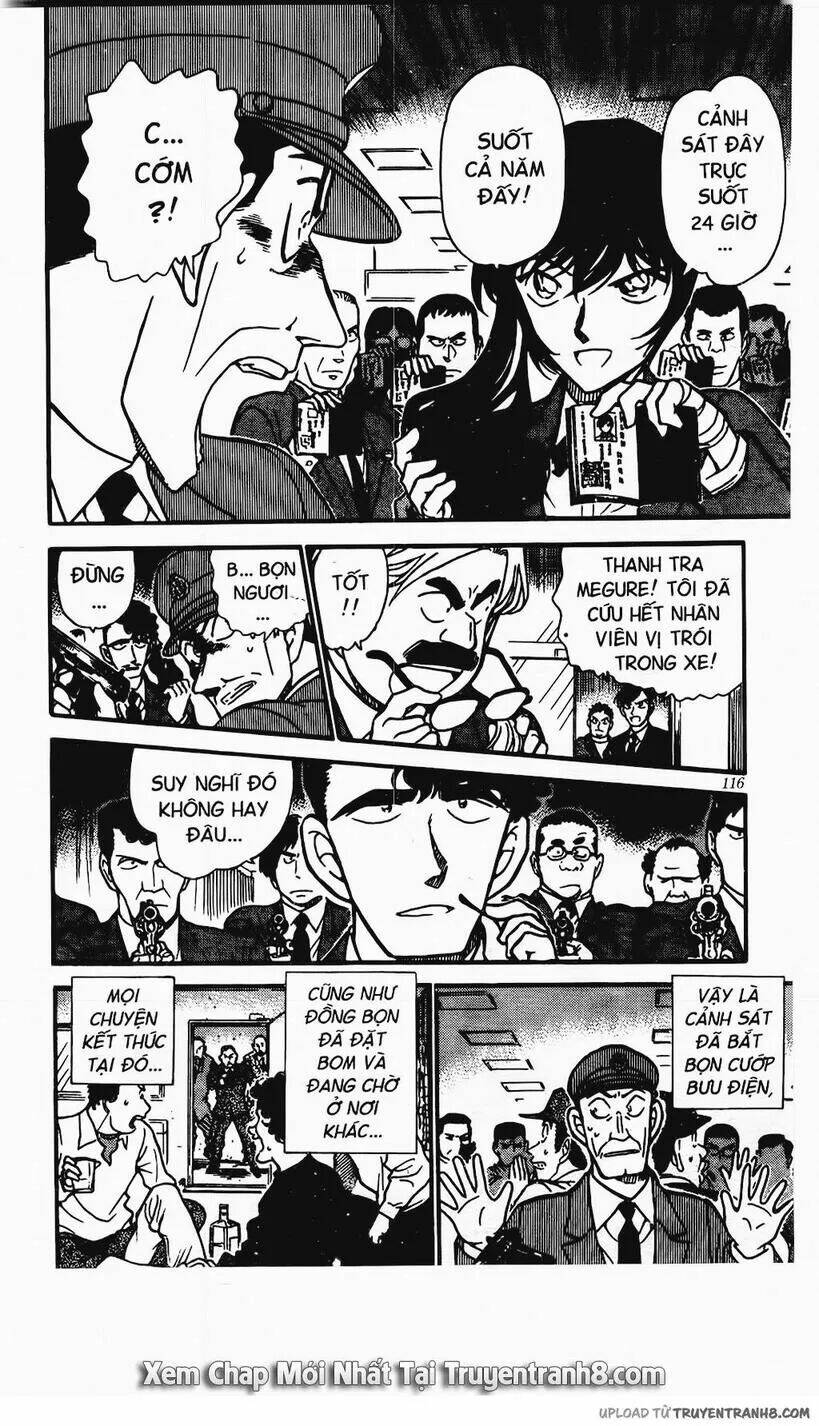 CẢNH
SÁT ĐÂY
TRỰC
SUỐT
24 GIỜ
...
SUỐT
CẢ NĂM
ĐẤY!
C...
CỚM
?!
THANH TRA
MEGURE! TÔI ĐÃ
CỨU HẾT NHÂN
VIÊN VỊ TRÓI
TRONG XE!
TỐT
!!
B... BỌN
NGƯƠI
...
ĐỪNG
...
116
SUY NGHĨ ĐÓ
KHÔNG HAY
ĐÂU...
VẬY LÀ
CẢNH SÁT
ĐÃ BẮT
BỌN CƯỚP
BƯU ĐIỆN,
CŨNG NHƯ
ĐỒNG BỌN
ĐÃ ĐẶT
BOM VÀ
ĐANG CHỜ
Ở NƠI
KHÁC...
MỌI
CHUYỆN
KẾT THÚC
TẠI ĐÓ...
Xem Chap Mới Nhất Tại Truyentranh8.com
UPLOAD TỪ TRUYENTRANH8.COM